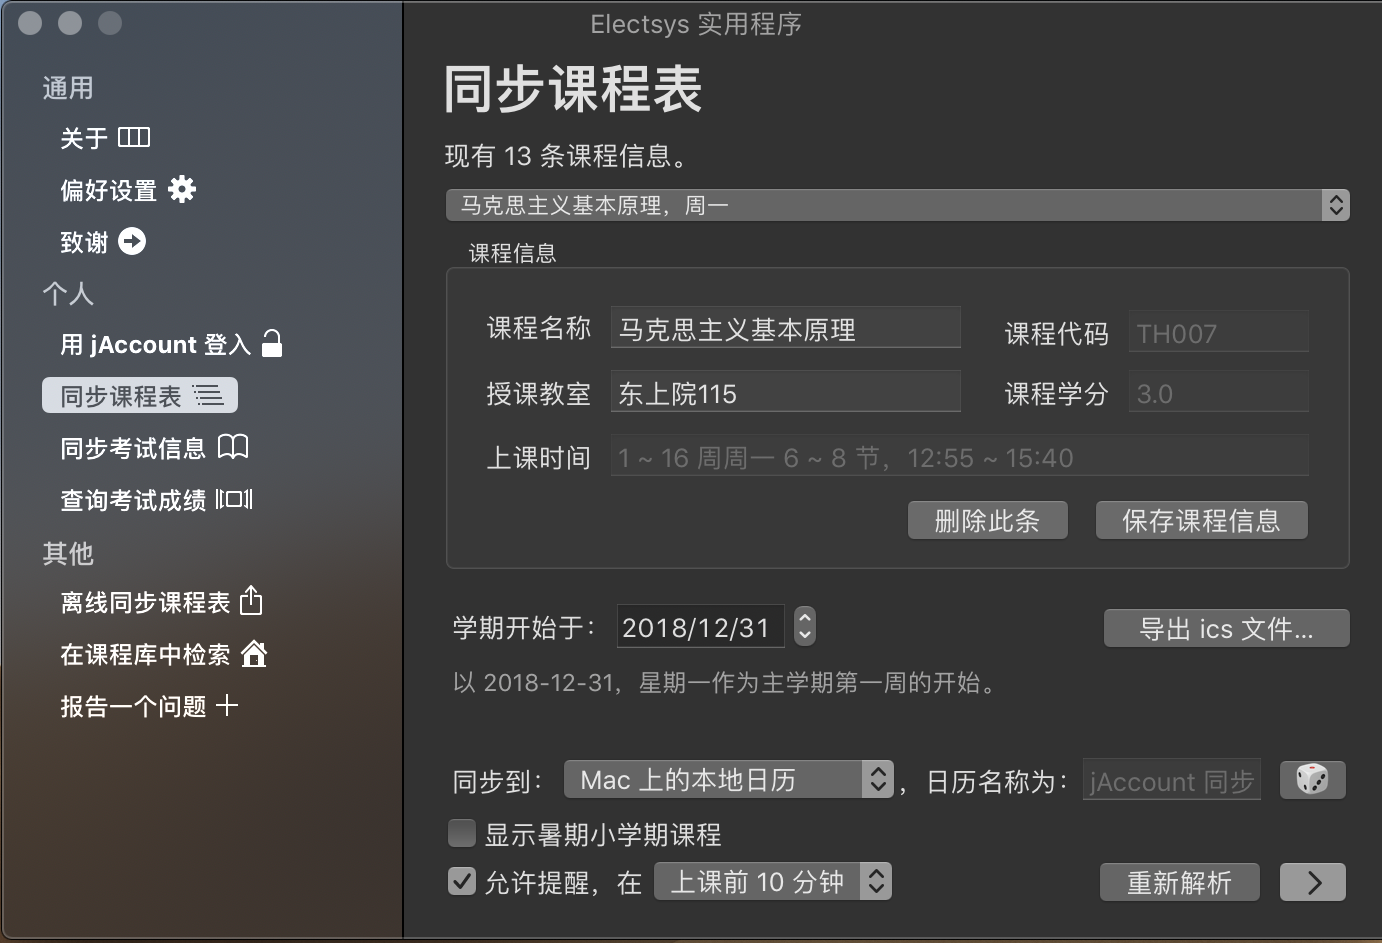 Electsys 实用程序
通用
关于
偏好设置
致谢
个人
用 jAccount 登入
同步课程表
同步考试信息
查询考试成绩
其他
离线同步课程表
在课程库中检索
报告一个问题
同步课程表
现有 13 条课程信息。
马克思主义基本原理，周一
课程信息
课程名称 马克思主义基本原理 课程代码 TH007
授课教室 东上院115 课程学分 3.0
上课时间 1 ~ 16 周周一 6 ~ 8 节，12:55 ~ 15:40
删除此条 保存课程信息
学期开始于： 2018/12/31 导出 ics 文件...
以 2018-12-31，星期一作为主学期第一周的开始。
同步到： Mac 上的本地日历 ，日历名称为： jAccount 同步
显示暑期小学期课程
允许提醒，在 上课前 10 分钟 重新解析